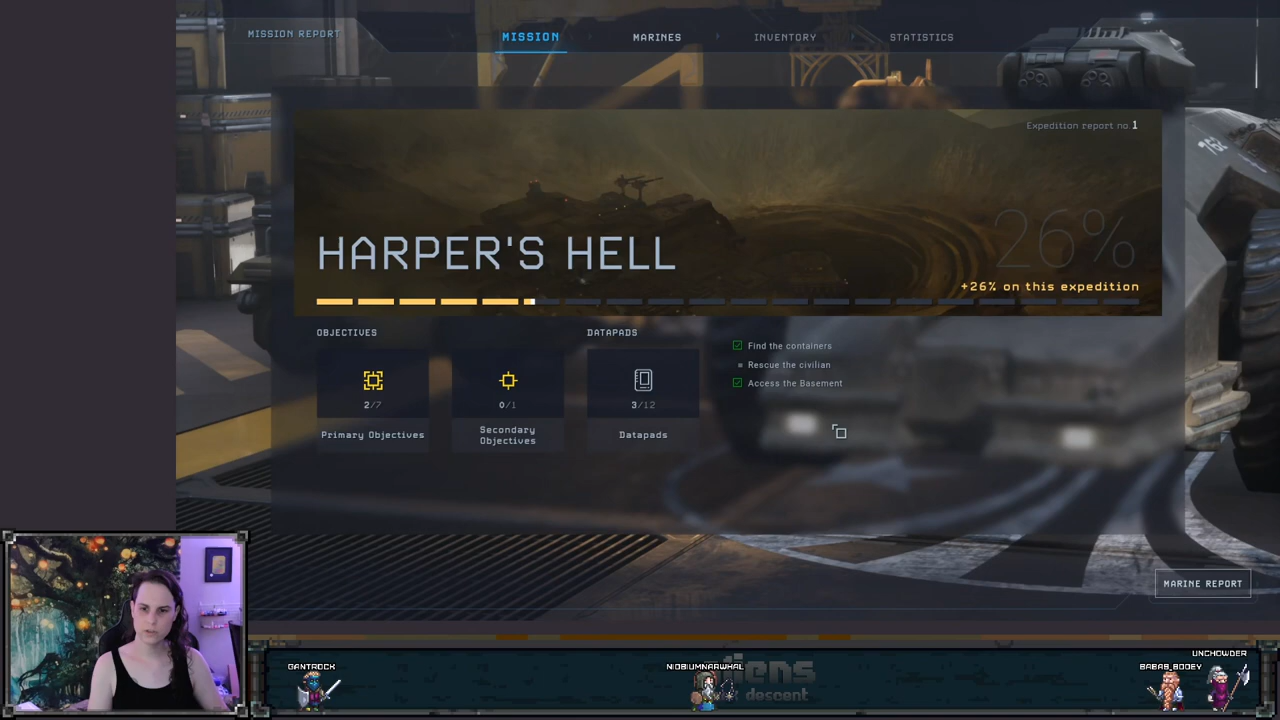 MISSION REPORT
MISSION
MARINES
INVENTORY
STATISTICS
Expedition report no.1
26%
HARPER'S HELL
+26% on this expedition
OBJECTIVES
DATAPADS
Find the containers
Rescue the civilian
Access the Basement
2/7
0/1
3/12
Primary Objectives
Secondary
Objectives
Datapads
MARINE REPORT
UNCHOWDER
GANTROCK
NIOBIUMNARWHAL
BABAB_BOOEY
descent